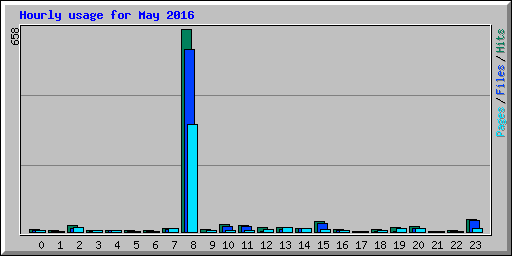 Hourly usage for May 2016
658
Pages/Files/Hits
0 1 2 3 4 5 6 7 8 9 10 11 12 13 14 15 16 17 18 19 20 21 22 23